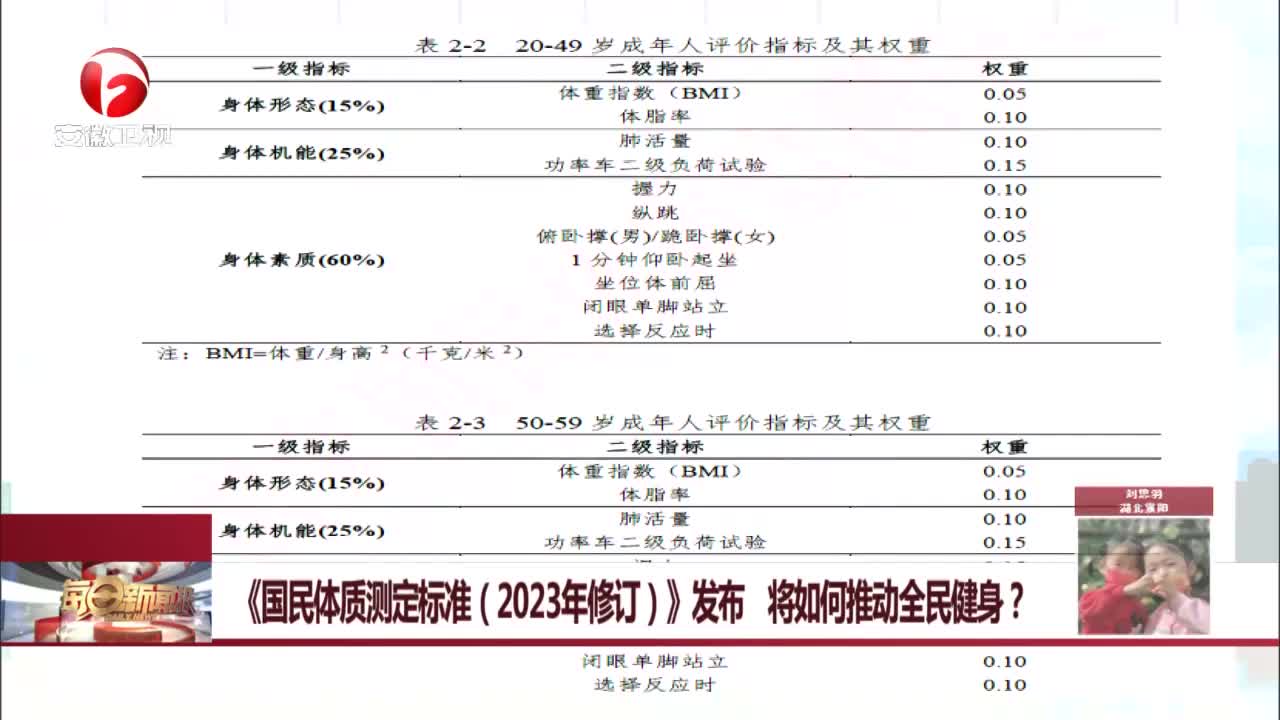 表 2-2 20-49 岁成年人评价指标及其权重
一级指标 二级指标 权重
身体形态(15%) 体重指数（BMI） 0.05
体脂率 0.10
身体机能(25%) 肺活量 0.10
功率车二级负荷试验 0.15
握力 0.10
纵跳 0.10
俯卧撑(男)/跪卧撑(女) 0.05
身体素质(60%) 1 分钟仰卧起坐 0.05
坐位体前屈 0.10
闭眼单脚站立 0.10
选择反应时 0.10
注：BMI=体重/身高²（千克/米²）
安徽卫视
表 2-3 50-59 岁成年人评价指标及其权重
一级指标 二级指标 权重
身体形态(15%) 体重指数（BMI） 0.05
体脂率 0.10
身体机能(25%) 肺活量 0.10
功率车二级负荷试验 0.15
刘思羽
湖北襄阳
每日新闻报
《国民体质测定标准（2023年修订）》发布 将如何推动全民健身？
闭眼单脚站立 0.10
选择反应时 0.10